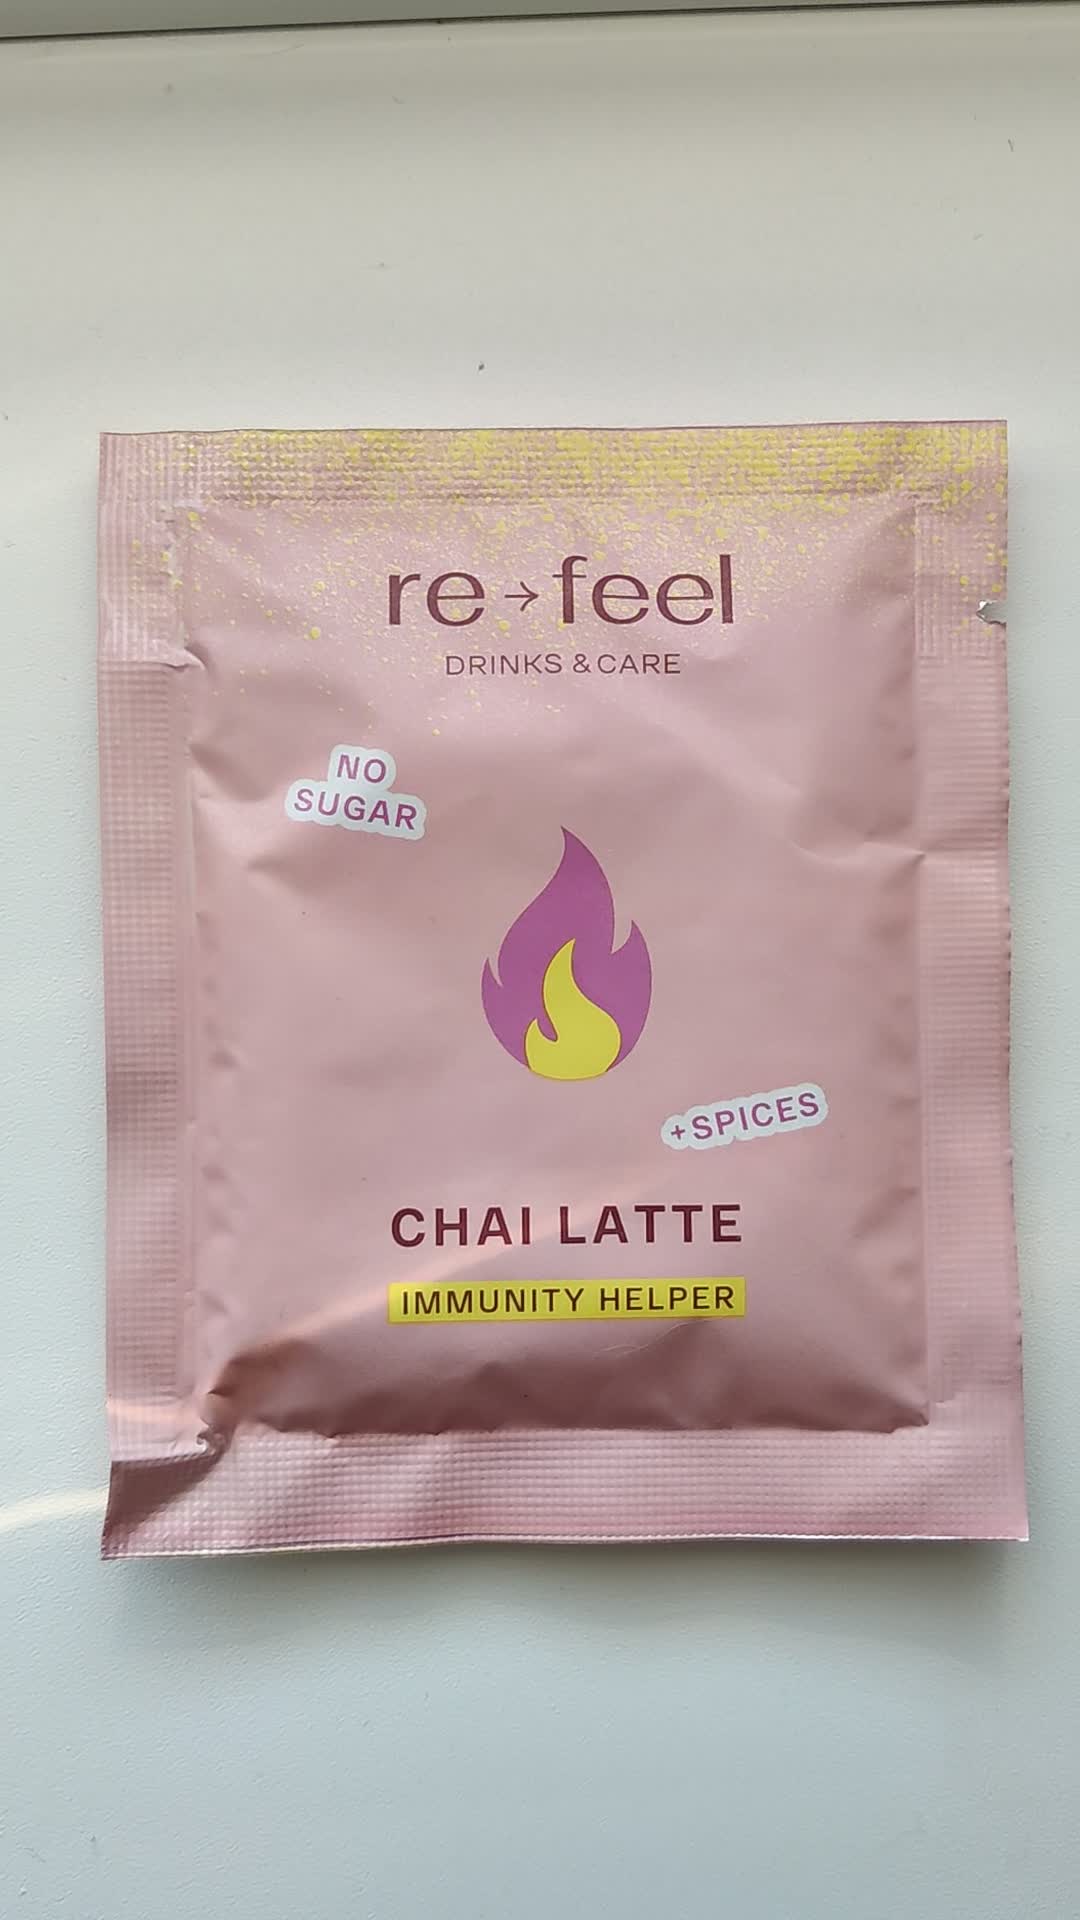 re→feel
DRINKS & CARE
NO
SUGAR
+SPICES
CHAI LATTE
IMMUNITY HELPER